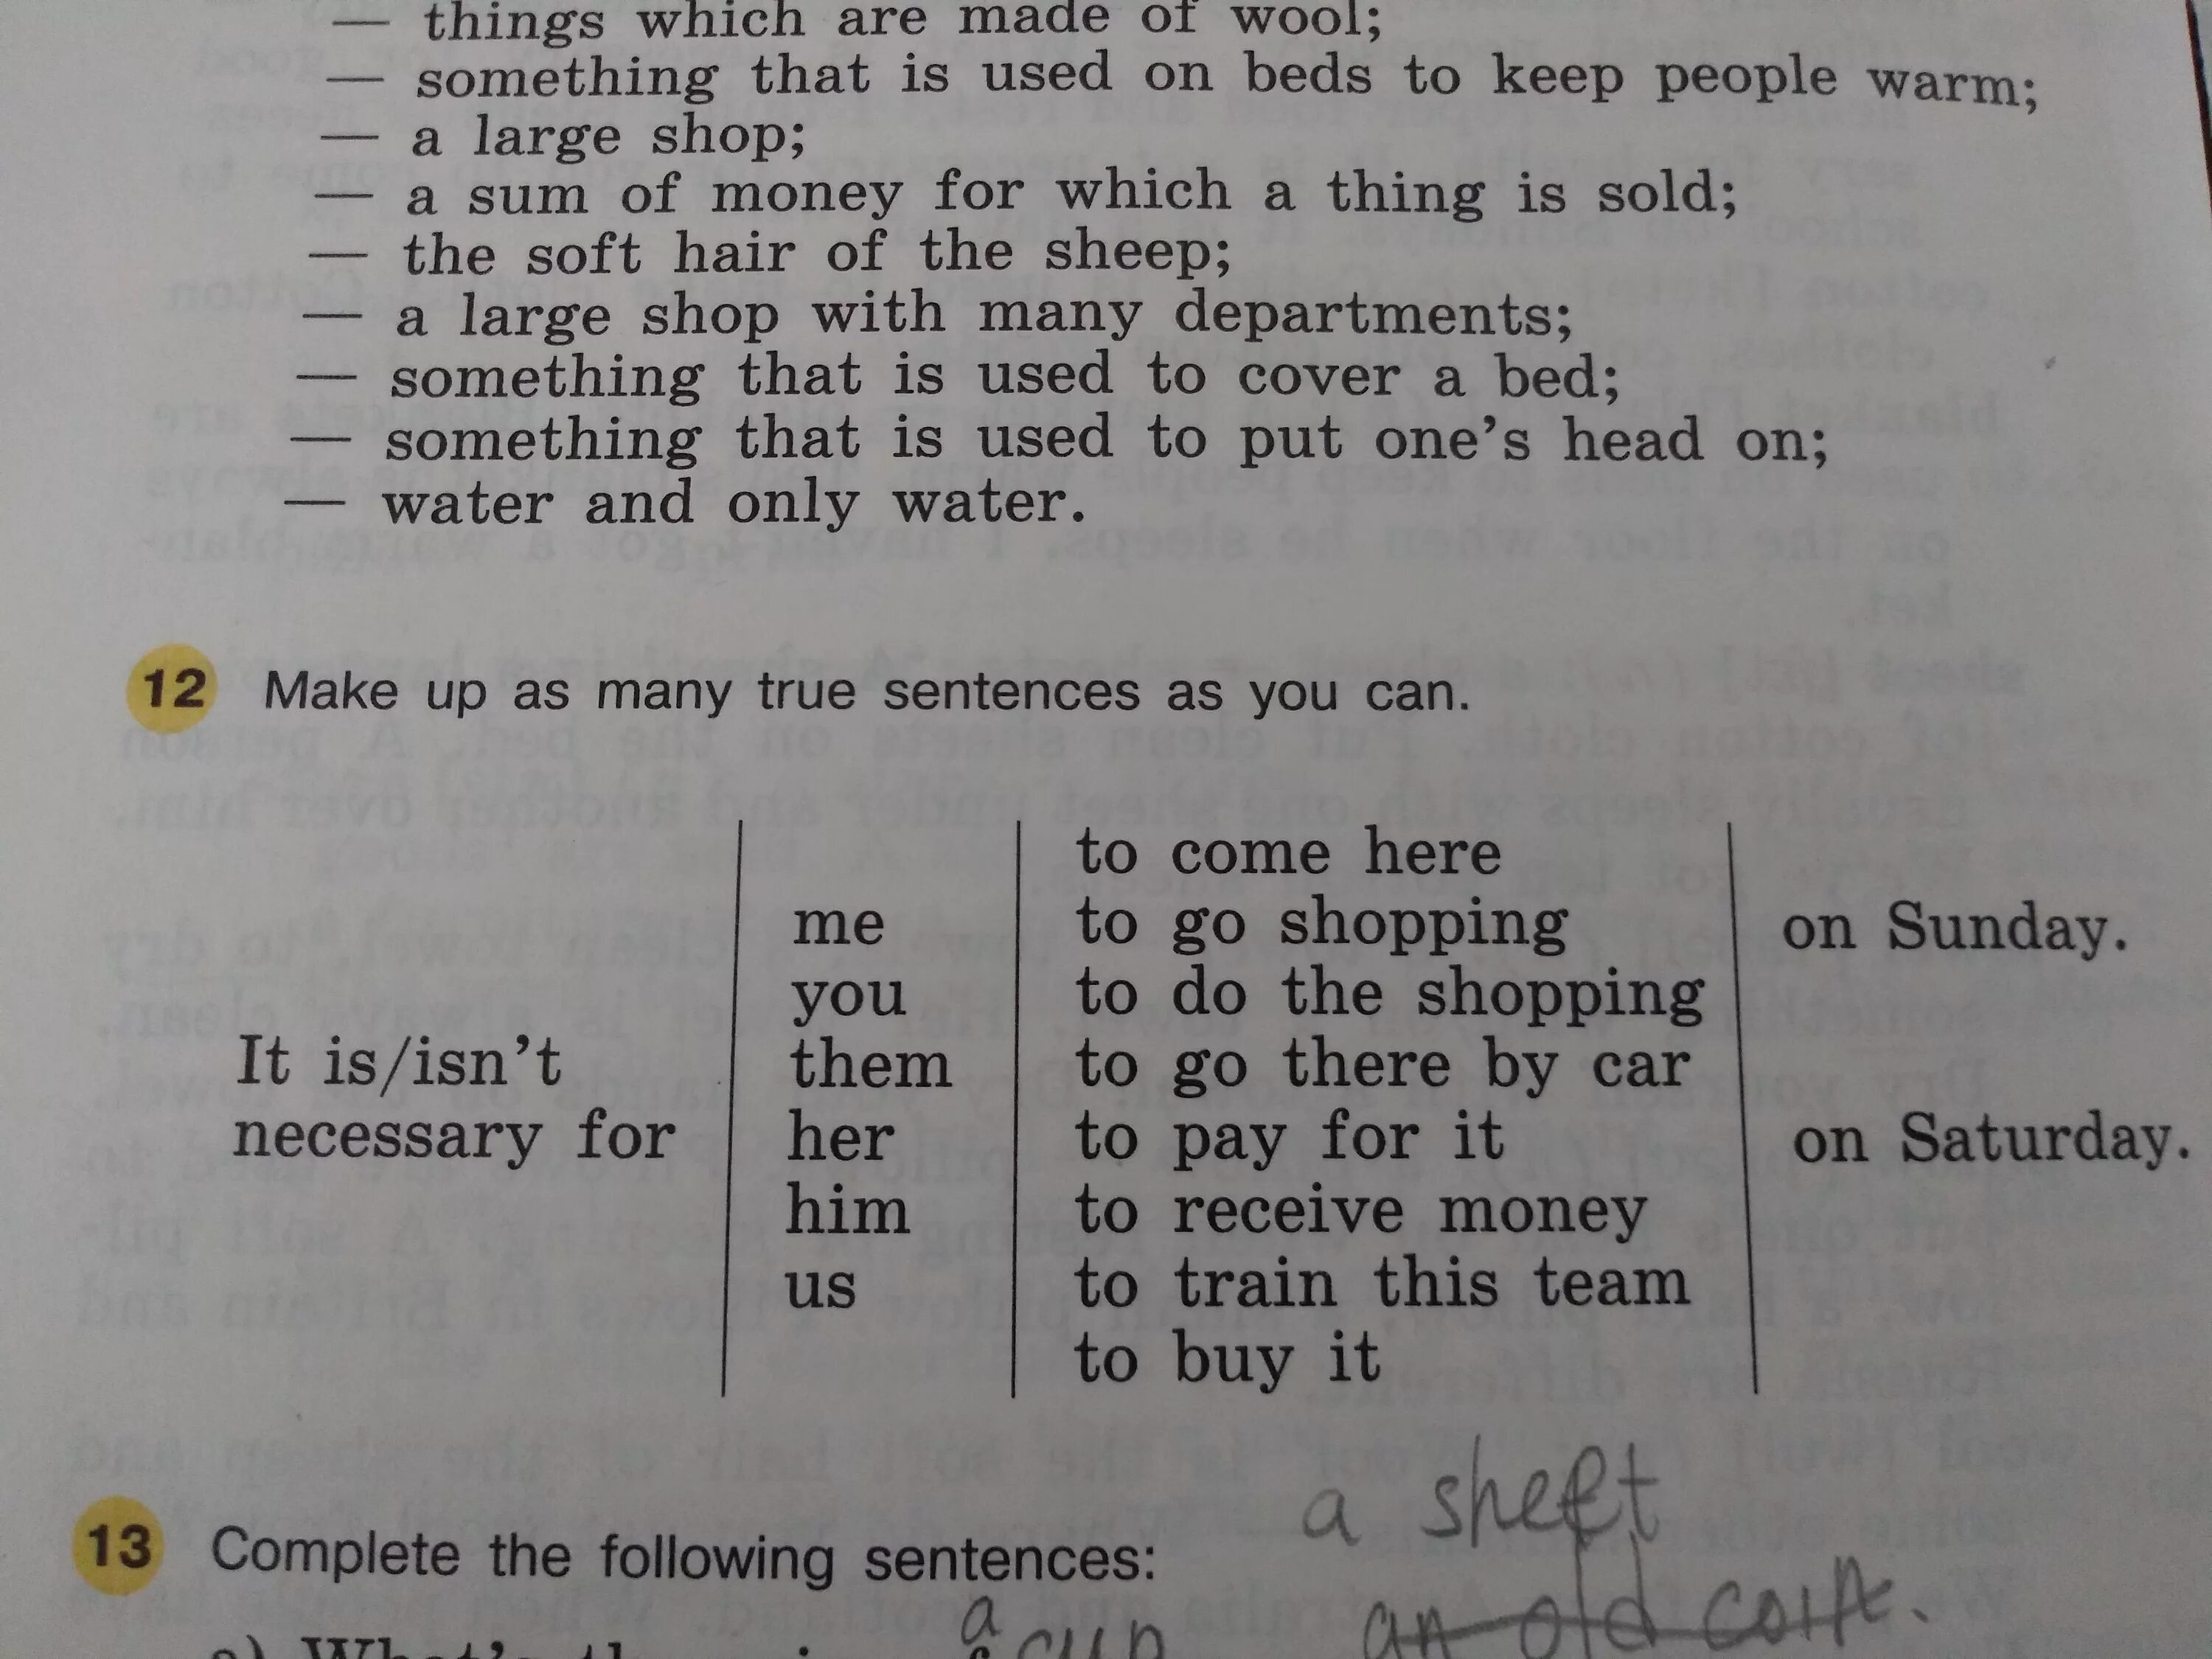 — things which are made of wool;
— something that is used on beds to keep people warm;
— a large shop;
— a sum of money for which a thing is sold;
— the soft hair of the sheep;
— a large shop with many departments;
— something that is used to cover a bed;
— something that is used to put one's head on;
— water and only water.
12 Make up as many true sentences as you can.
It is/isn't
necessary for
me
you
them
her
him
us
to come here
to go shopping
to do the shopping
to go there by car
to pay for it
to receive money
to train this team
to buy it
on Sunday.
on Saturday.
a sheet
13 Complete the following sentences:
a cup
an old
a) What's